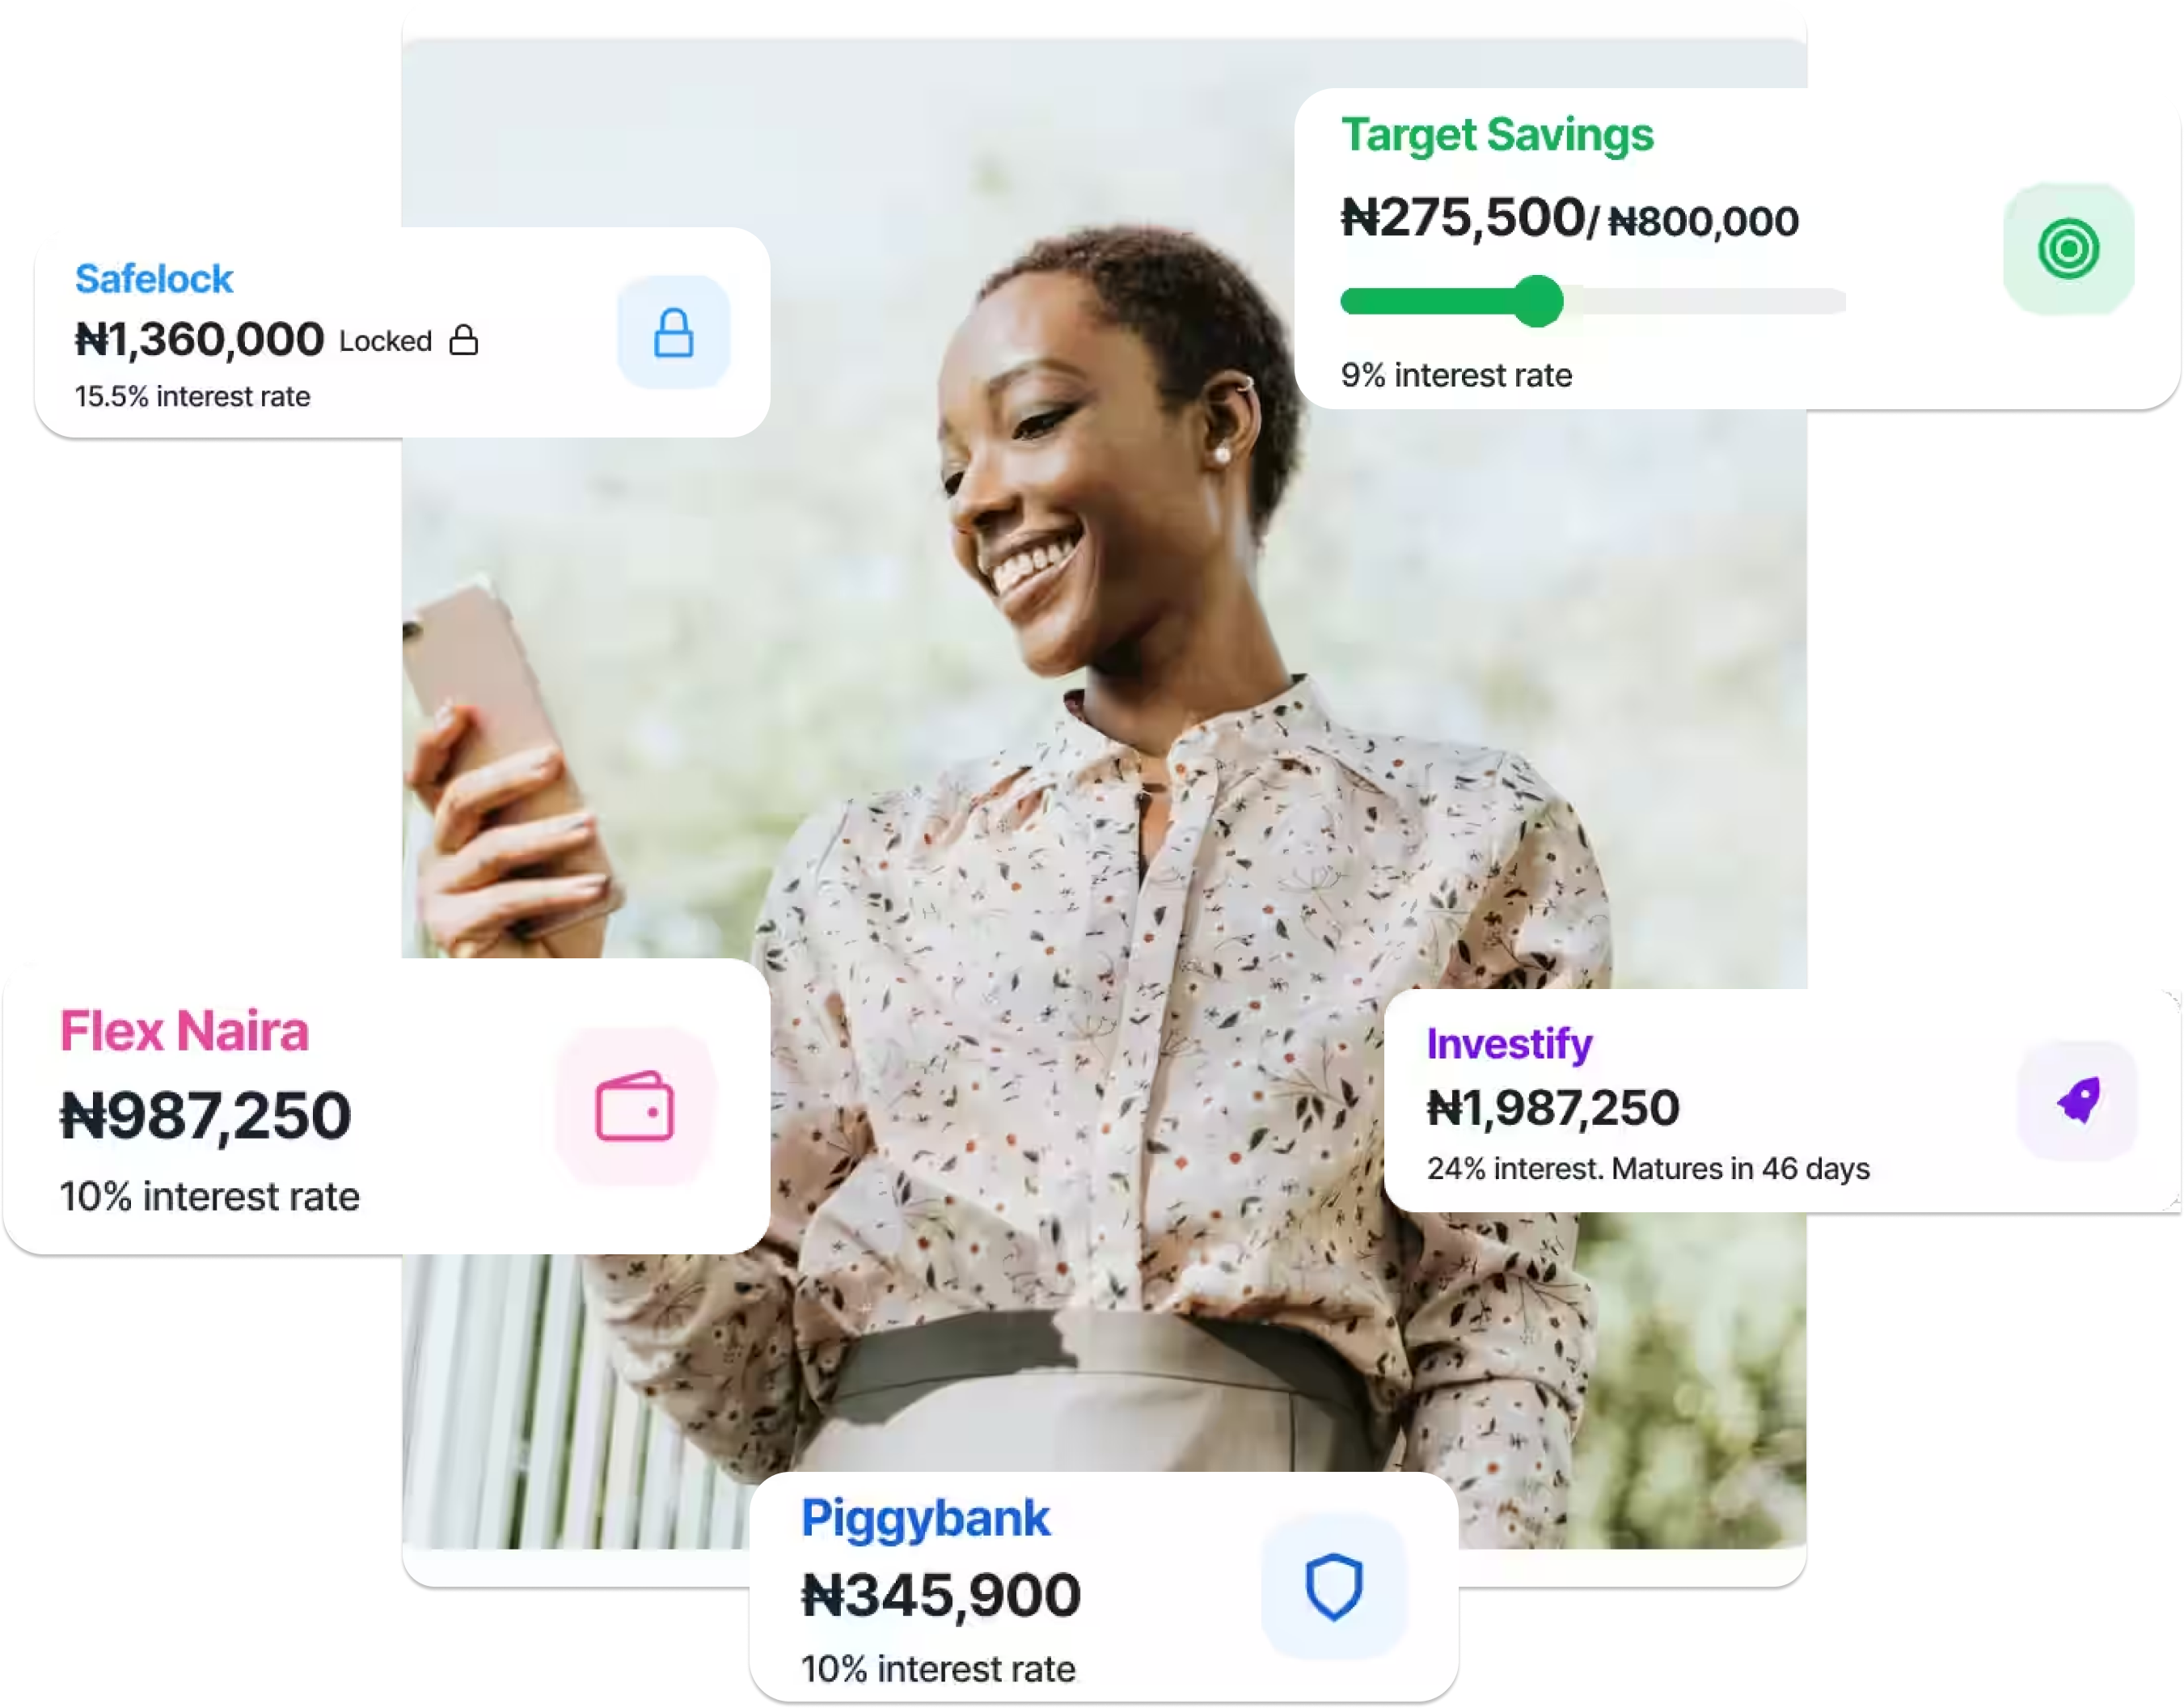 Target Savings
₦275,500/ ₦800,000
9% interest rate
Safelock
₦1,360,000 Locked
15.5% interest rate
Flex Naira
₦987,250
10% interest rate
Investify
₦1,987,250
24% interest. Matures in 46 days
Piggybank
₦345,900
10% interest rate